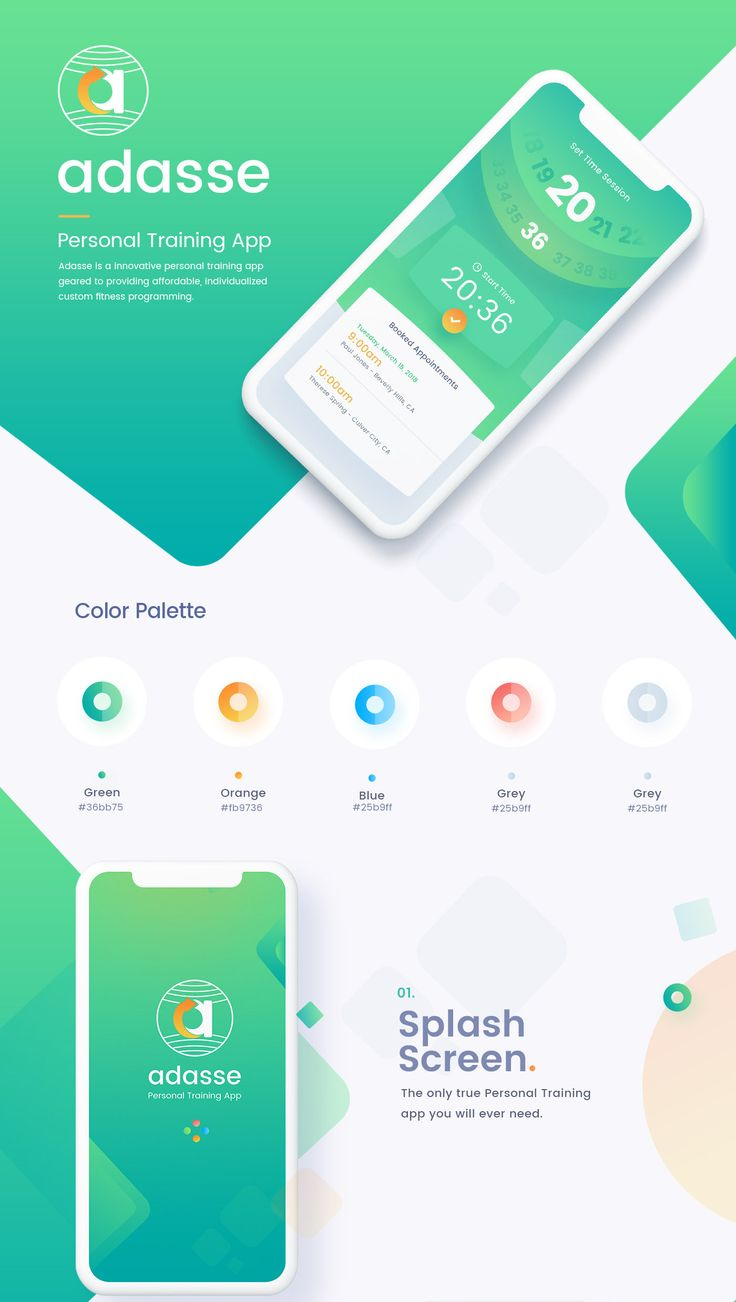 adasse
Personal Training App
Adasse is a innovative personal training app
geared to providing affordable, individualized
custom fitness programming.
Set Time Session
18 19 20 21 22
33 34 35 36 37 38 39
Start Time
20:36
Booked Appointments
Tuesday, March 18, 2018
9:00am
Paul Jones - Beverly Hills, CA
10:00am
Therese Spring - Culver City, CA
Color Palette
Green
#36bb75
Orange
#fb9736
Blue
#25b9ff
Grey
#25b9ff
Grey
#25b9ff
adasse
Personal Training App
01.
Splash
Screen.
The only true Personal Training
app you will ever need.